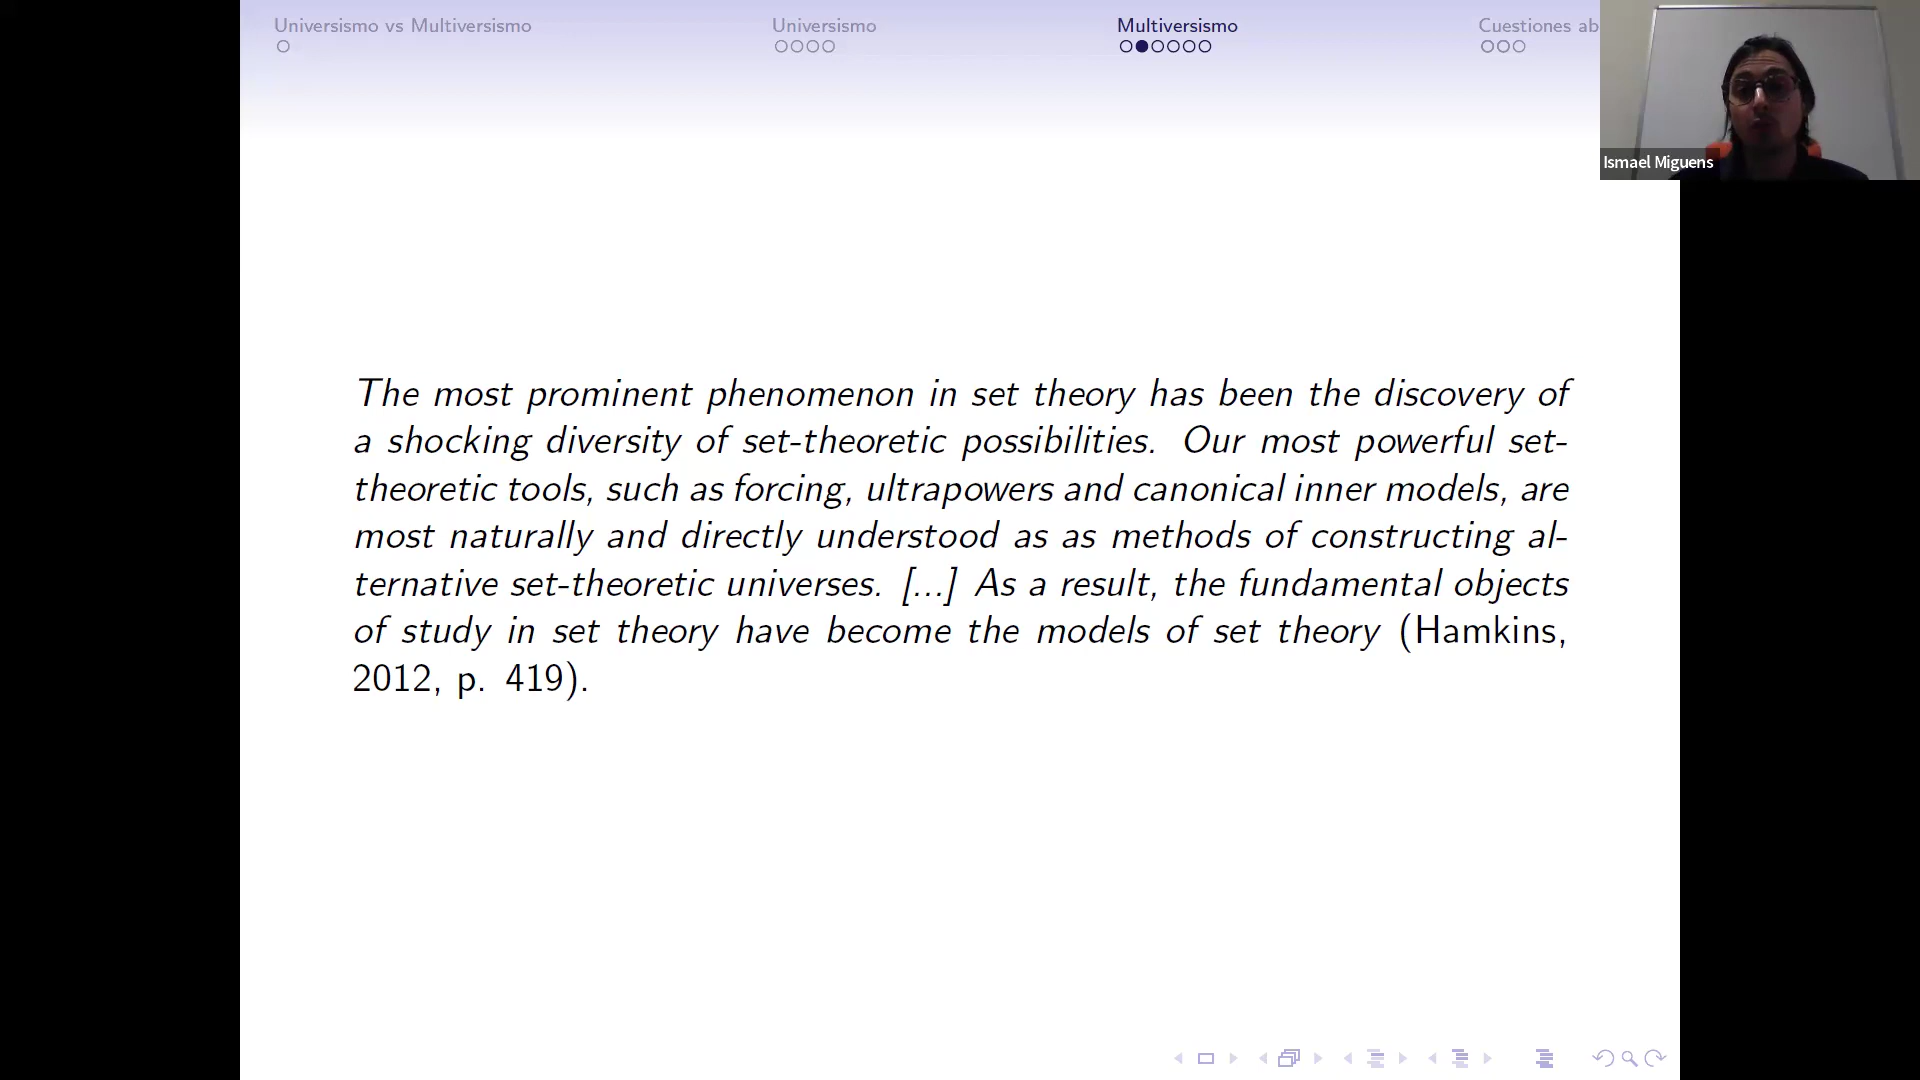 Universismo vs Multiversismo
Universismo
Multiversismo
Cuestiones ab
Ismael Miguens
The most prominent phenomenon in set theory has been the discovery of
a shocking diversity of set-theoretic possibilities. Our most powerful set-
theoretic tools, such as forcing, ultrapowers and canonical inner models, are
most naturally and directly understood as as methods of constructing al-
ternative set-theoretic universes. [...] As a result, the fundamental objects
of study in set theory have become the models of set theory (Hamkins,
2012, p. 419).